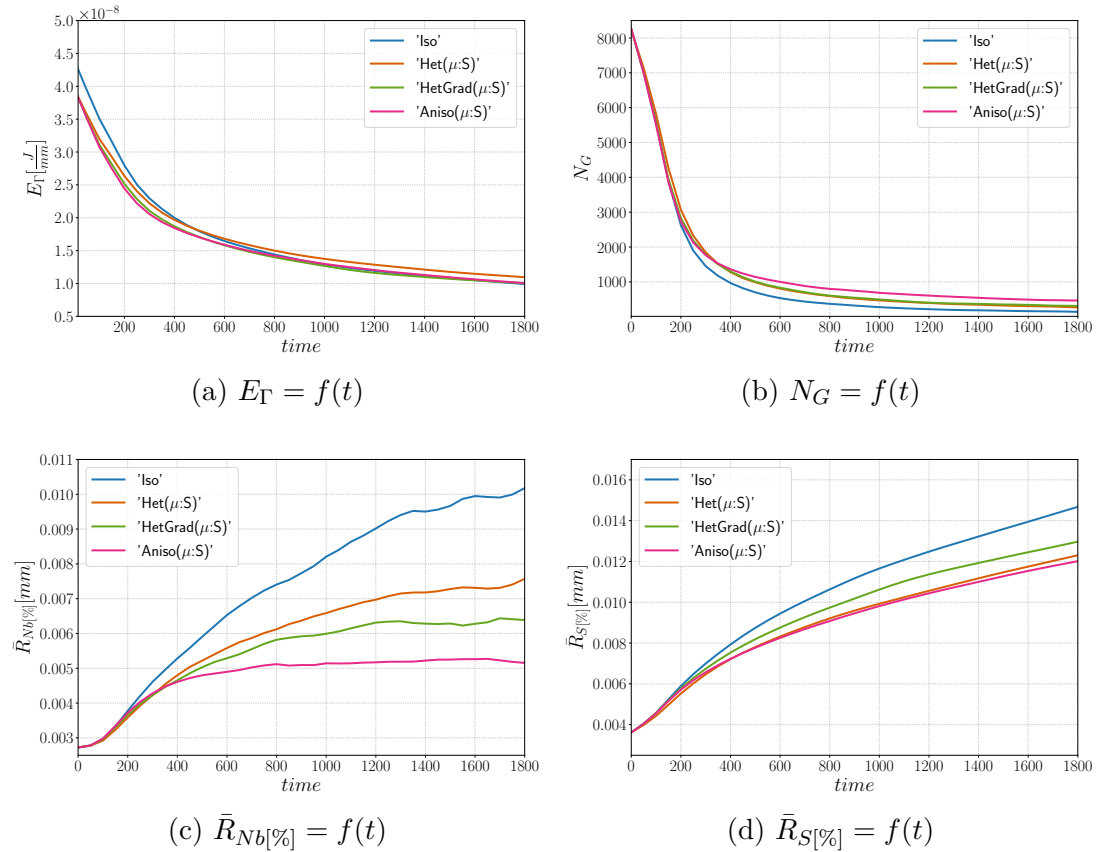 ×10⁻⁸
5.0
4.5
4.0
3.5
3.0
2.5
2.0
1.5
1.0
0.5
E_Γ[J/mm]
'Iso'
'Het(μ:S)'
'HetGrad(μ:S)'
'Aniso(μ:S)'
200 400 600 800 1000 1200 1400 1600 1800
time
(a) E_Γ = f(t)
8000
7000
6000
5000
4000
3000
2000
1000
N_G
'Iso'
'Het(μ:S)'
'HetGrad(μ:S)'
'Aniso(μ:S)'
0 200 400 600 800 1000 1200 1400 1600 1800
time
(b) N_G = f(t)
0.011
0.010
0.009
0.008
0.007
0.006
0.005
0.004
0.003
R̄_Nb[%][mm]
'Iso'
'Het(μ:S)'
'HetGrad(μ:S)'
'Aniso(μ:S)'
0 200 400 600 800 1000 1200 1400 1600 1800
time
(c) R̄_Nb[%] = f(t)
0.016
0.014
0.012
0.010
0.008
0.006
0.004
R̄_S[%][mm]
'Iso'
'Het(μ:S)'
'HetGrad(μ:S)'
'Aniso(μ:S)'
0 200 400 600 800 1000 1200 1400 1600 1800
time
(d) R̄_S[%] = f(t)